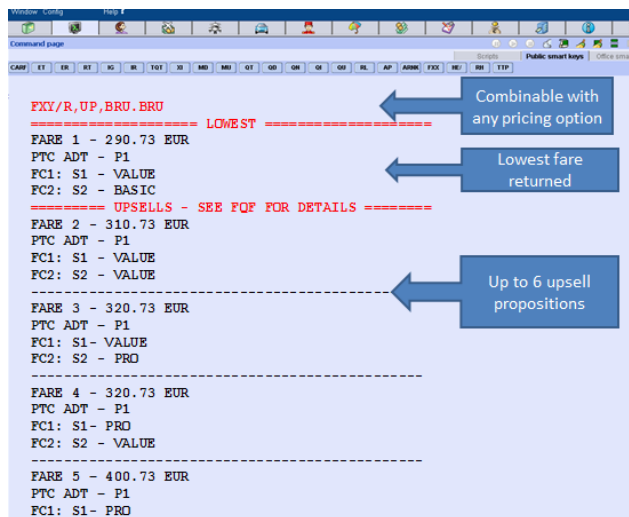 Window Config Help
Command page
Scripts Public smart keys Office sma
CARF ET ER RT IG IR TQT XI MD MU QT QD QH QI QU RL AP ARNK FXX HE/ RH TTP
FXY/R,UP,BRU.BRU
Combinable with
any pricing option
==================== LOWEST ====================
FARE 1 - 290.73 EUR
PTC ADT - P1
FC1: S1 - VALUE
FC2: S2 - BASIC
Lowest fare
returned
========= UPSELLS - SEE FQF FOR DETAILS ========
FARE 2 - 310.73 EUR
PTC ADT - P1
FC1: S1 - VALUE
FC2: S2 - VALUE
------------------------------------------------
Up to 6 upsell
propositions
FARE 3 - 320.73 EUR
PTC ADT - P1
FC1: S1- VALUE
FC2: S2 - PRO
------------------------------------------------
FARE 4 - 320.73 EUR
PTC ADT - P1
FC1: S1- PRO
FC2: S2 - VALUE
------------------------------------------------
FARE 5 - 400.73 EUR
PTC ADT - P1
FC1: S1- PRO